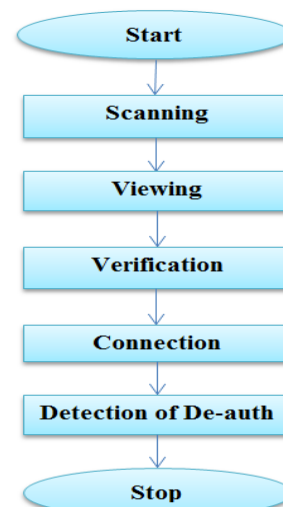 Start
Scanning
Viewing
Verification
Connection
Detection of De-auth
Stop